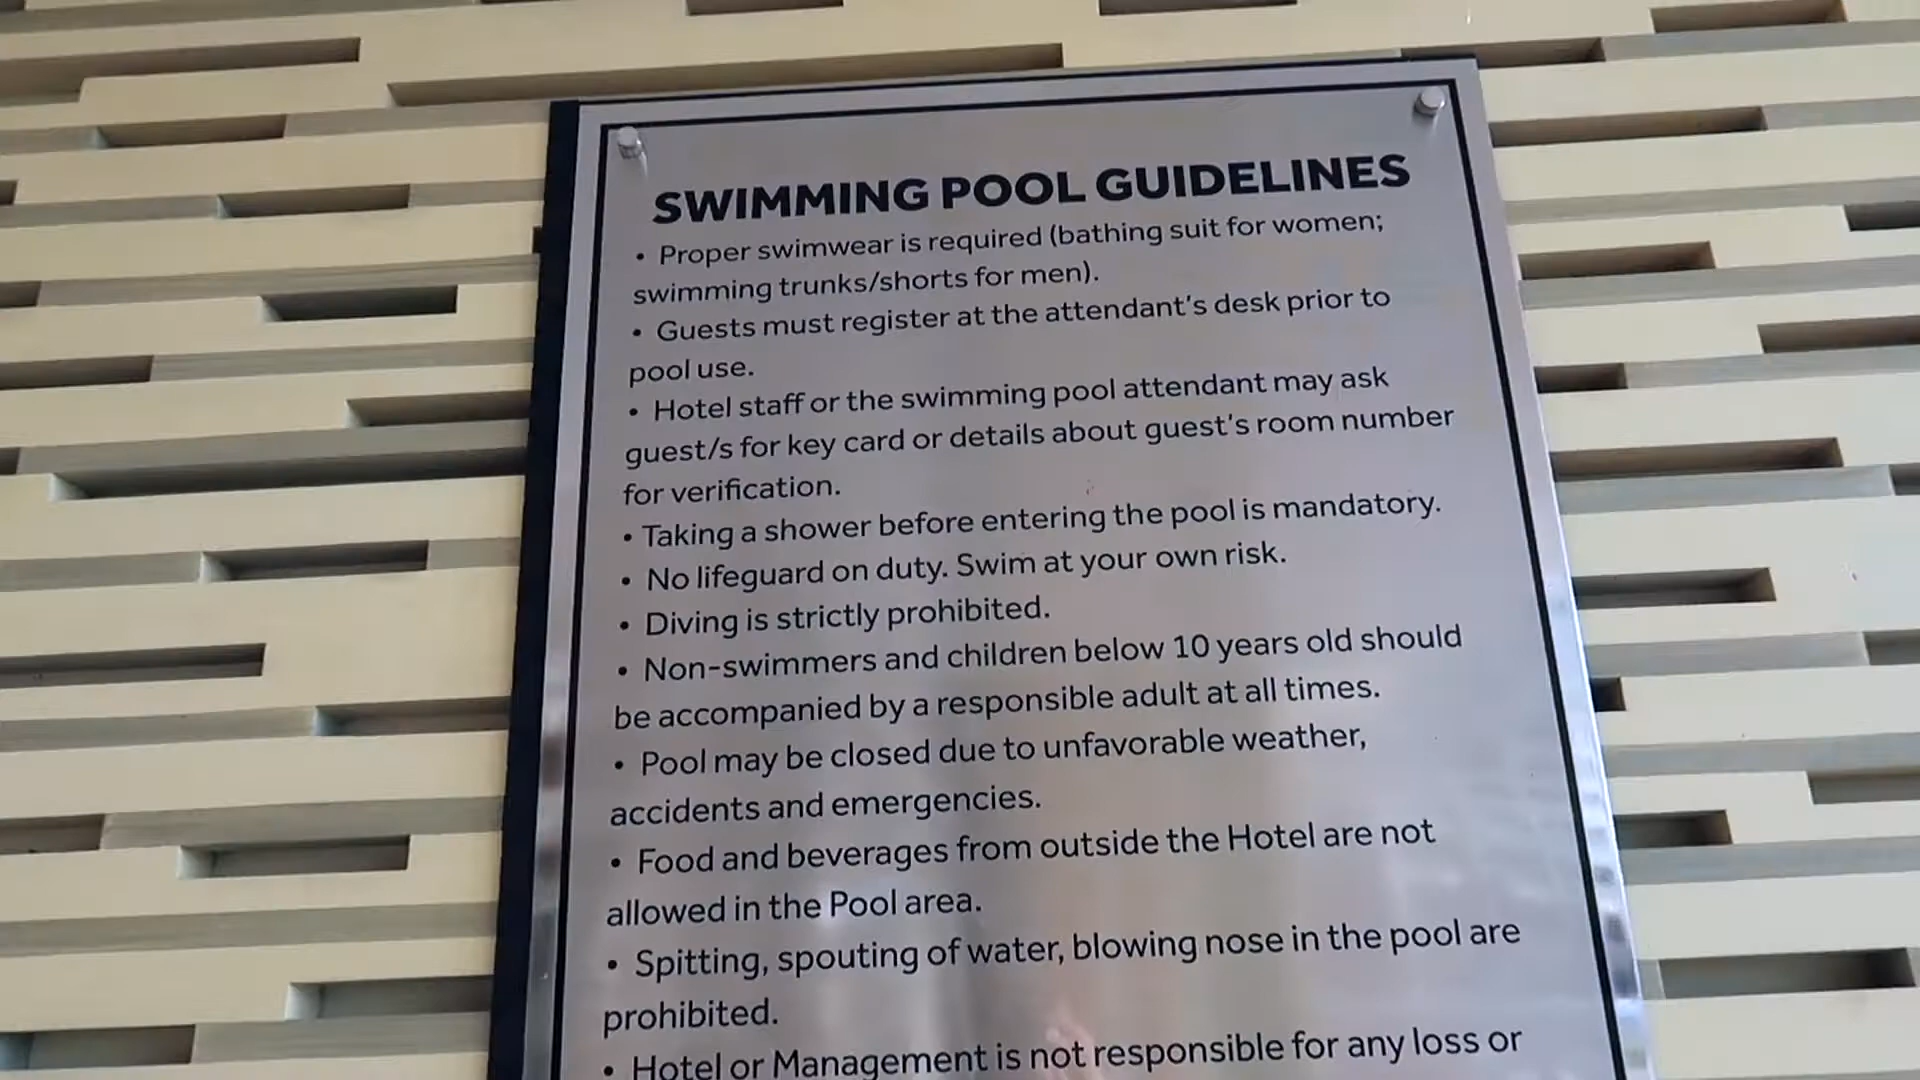 SWIMMING POOL GUIDELINES
• Proper swimwear is required (bathing suit for women;
swimming trunks/shorts for men).
• Guests must register at the attendant's desk prior to
pool use.
• Hotel staff or the swimming pool attendant may ask
guest/s for key card or details about guest's room number
for verification.
• Taking a shower before entering the pool is mandatory.
• No lifeguard on duty. Swim at your own risk.
• Diving is strictly prohibited.
• Non-swimmers and children below 10 years old should
be accompanied by a responsible adult at all times.
• Pool may be closed due to unfavorable weather,
accidents and emergencies.
• Food and beverages from outside the Hotel are not
allowed in the Pool area.
• Spitting, spouting of water, blowing nose in the pool are
prohibited.
• Hotel or Management is not responsible for any loss or